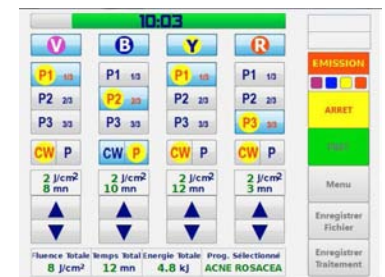 10:03
V B Y R
P1 1/3 P1 1/3 P1 1/3 P1 1/3
P2 2/3 P2 2/3 P2 2/3 P2 2/3
P3 3/3 P3 3/3 P3 3/3 P3 3/3
CW P CW P CW P CW P
2 J/cm2 2 J/cm2 2 J/cm2 2 J/cm2
8 mn 10 mn 12 mn 3 mn
Fluence Totale Temps Total Energie Totale Prog. Sélectionné
8 J/cm2 12 mn 4.8 kJ ACNE ROSACEA
EMISSION
ARRET
Menu
Enregistrer
Fichier
Enregistrer
Traitement